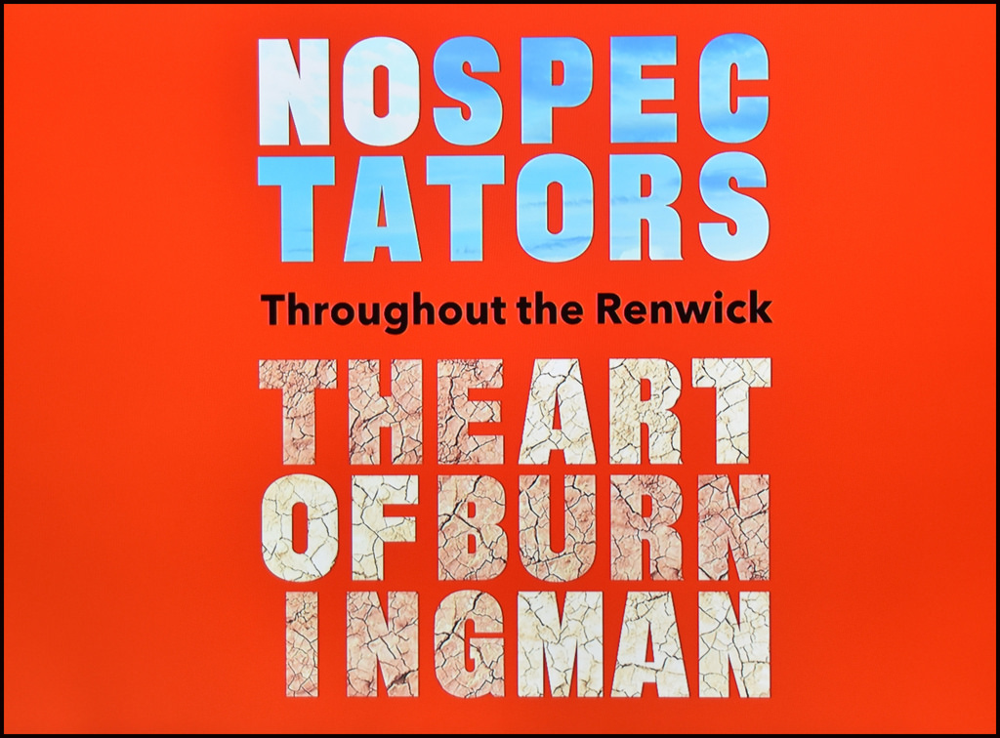 NOSPEC
TATORS
Throughout the Renwick
THEART
OFBURN
INGMAN